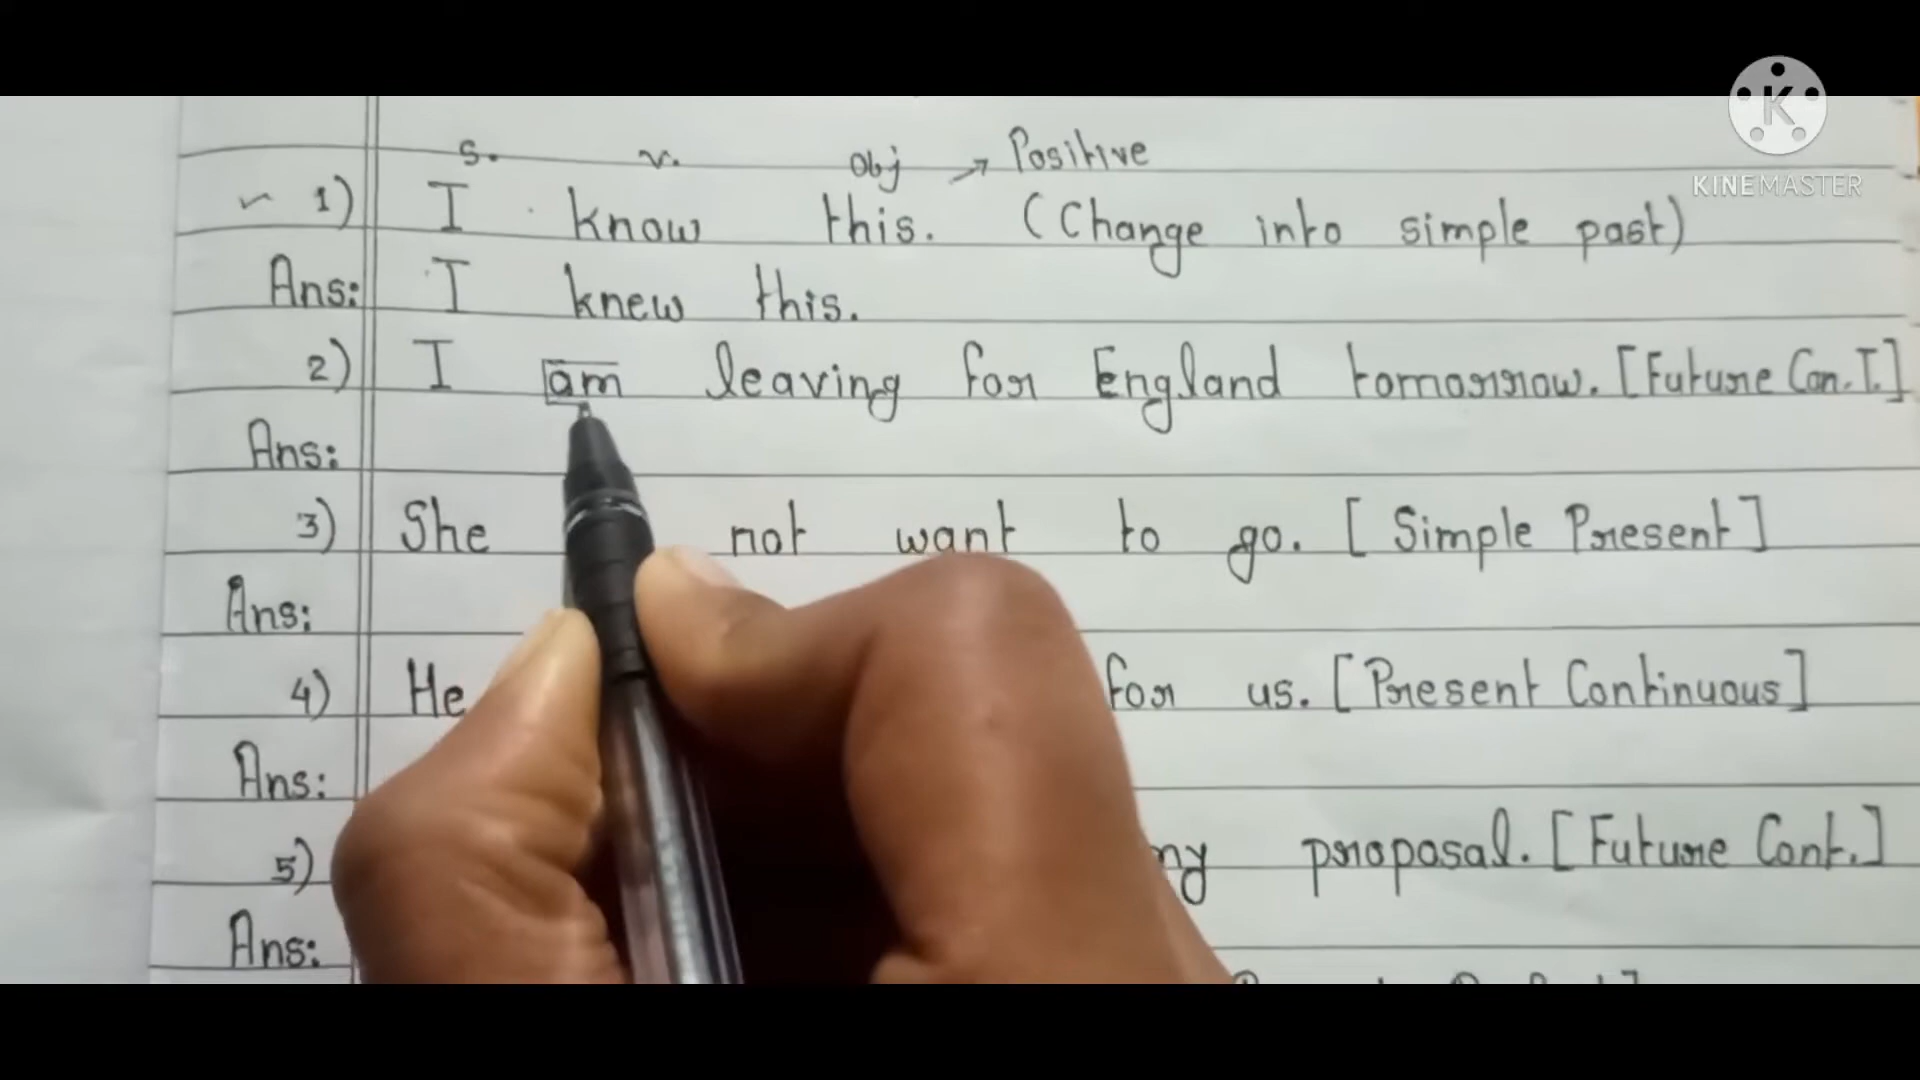 s. v. obj → Positive
1) I know this. (Change into simple past)
Ans: I knew this.
2) I am leaving for England tomorrow. [Future Con. T.]
Ans:
3) She not want to go. [Simple Present]
Ans:
4) He for us. [Present Continuous]
Ans:
5) my proposal. [Future Cont.]
Ans:
K
KINEMASTER